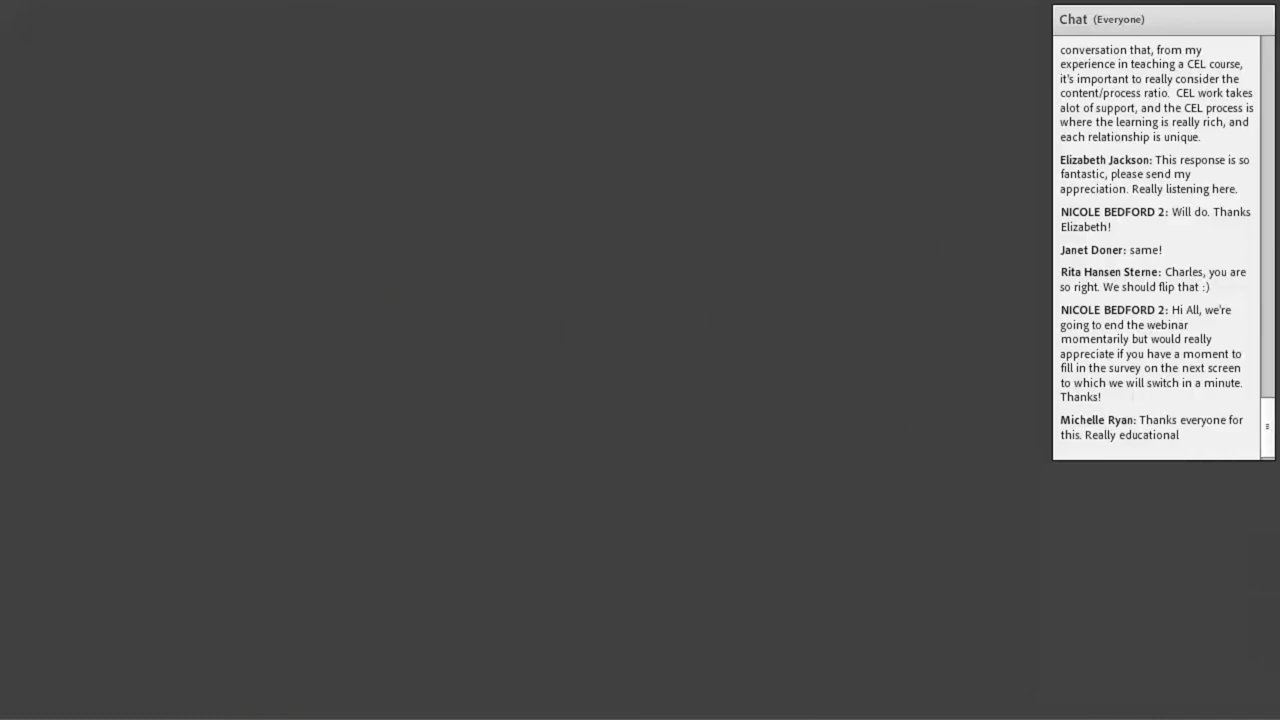 Chat (Everyone)
conversation that, from my
experience in teaching a CEL course,
it's important to really consider the
content/process ratio.  CEL work takes
alot of support, and the CEL process is
where the learning is really rich, and
each relationship is unique.
Elizabeth Jackson: This response is so
fantastic, please send my
appreciation. Really listening here.
NICOLE BEDFORD 2: Will do. Thanks
Elizabeth!
Janet Doner: same!
Rita Hansen Sterne: Charles, you are
so right. We should flip that :)
NICOLE BEDFORD 2: Hi All, we're
going to end the webinar
momentarily but would really
appreciate if you have a moment to
fill in the survey on the next screen
to which we will switch in a minute.
Thanks!
Michelle Ryan: Thanks everyone for
this. Really educational